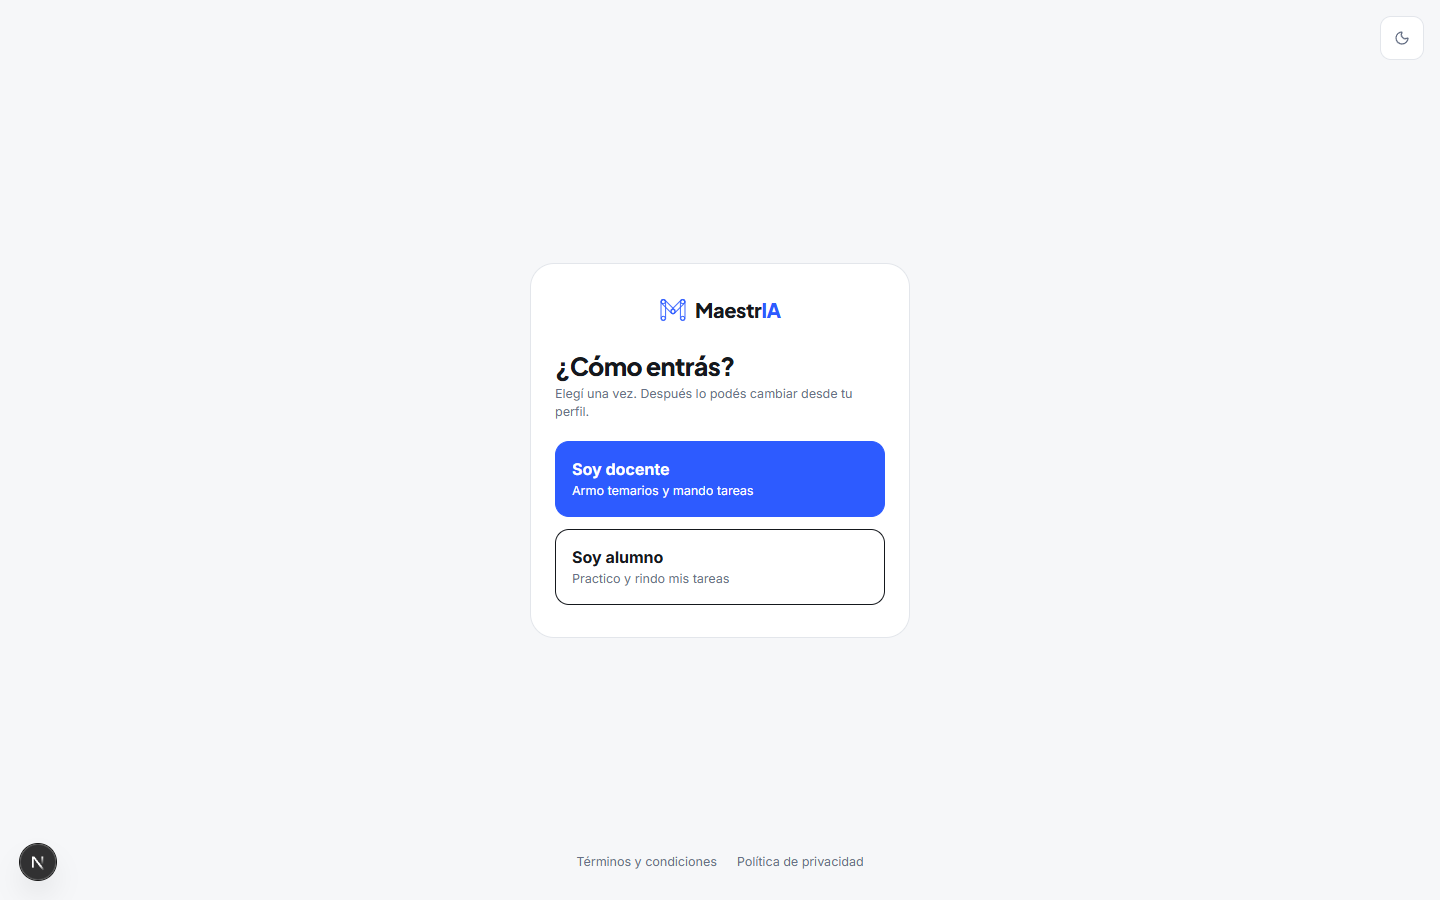 MaestrIA
¿Cómo entrás?
Elegí una vez. Después lo podés cambiar desde tu
perfil.
Soy docente
Armo temarios y mando tareas
Soy alumno
Practico y rindo mis tareas
N
Términos y condiciones
Política de privacidad